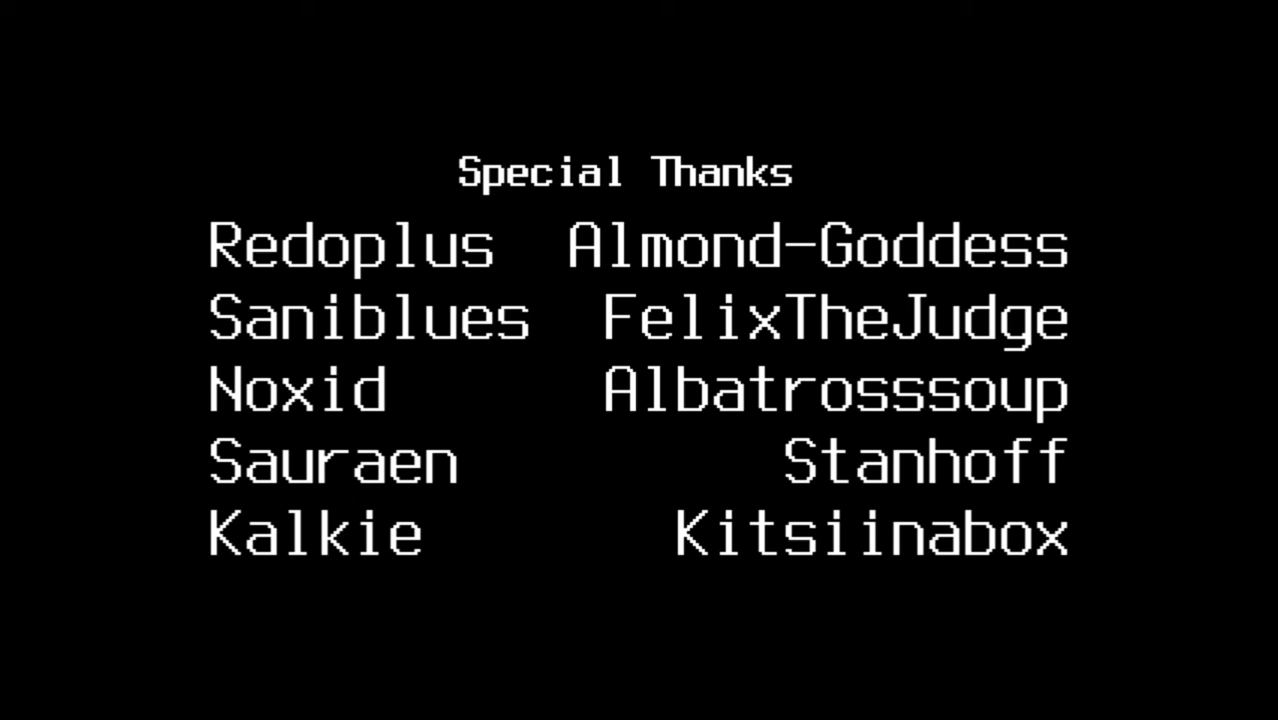 Special Thanks
Redoplus Almond-Goddess
Saniblues FelixTheJudge
Noxid Albatrosssoup
Sauraen Stanhoff
Kalkie Kitsiinabox